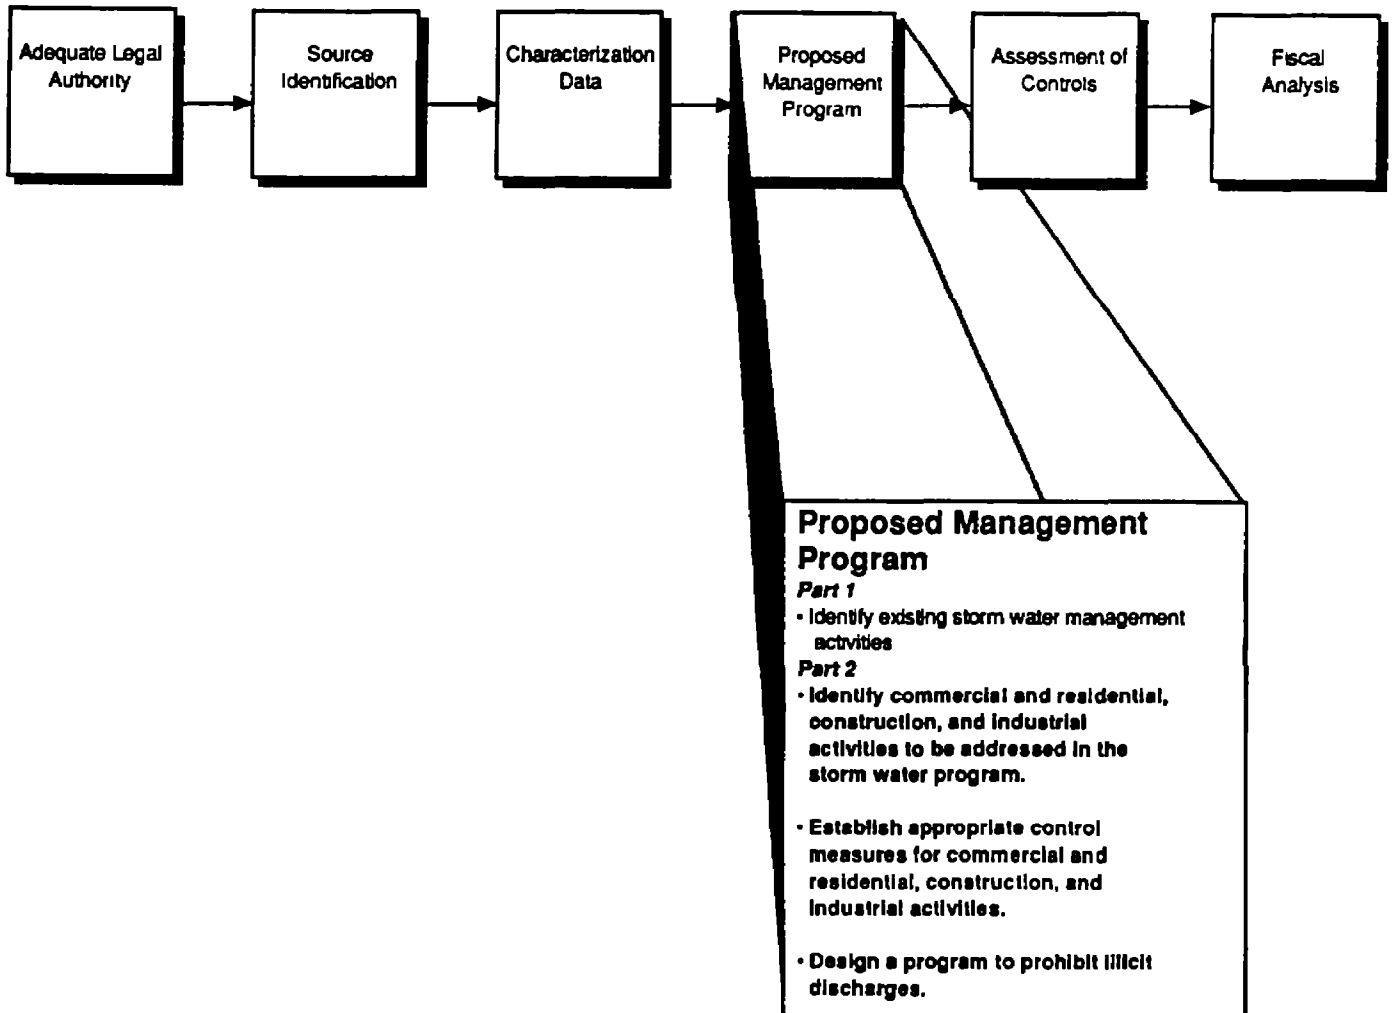 Adequate Legal
Authority
Source
Identification
Characterization
Data
Proposed
Management
Program
Assessment of
Controls
Fiscal
Analysis
Proposed Management
Program
Part 1
• Identify existing storm water management
activities
Part 2
• Identify commercial and residential,
construction, and industrial
activities to be addressed in the
storm water program.
• Establish appropriate control
measures for commercial and
residential, construction, and
industrial activities.
• Design a program to prohibit illicit
discharges.